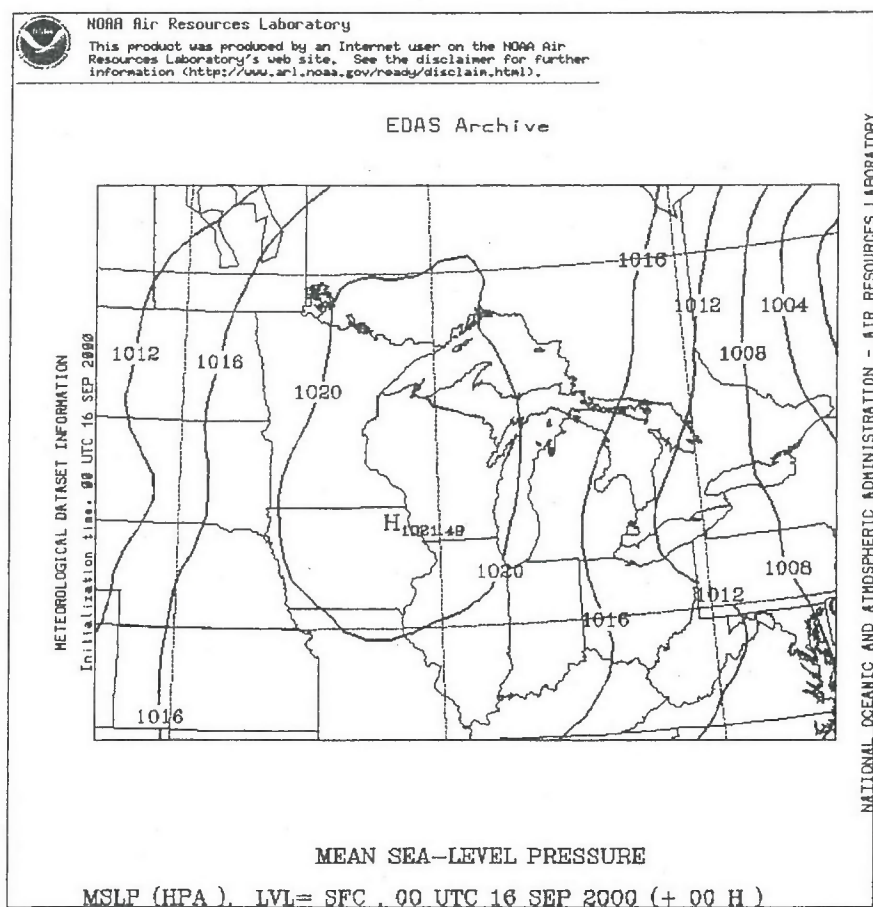 NOAA Air Resources Laboratory
This product was produced by an Internet user on the NOAA Air
Resources Laboratory's web site. See the disclaimer for further
information (http://www.arl.noaa.gov/ready/disclaim.html).
EDAS Archive
METEOROLOGICAL DATASET INFORMATION
Initialization time: 00 UTC 16 SEP 2000
NATIONAL OCEANIC AND ATMOSPHERIC ADMINISTRATION - AIR RESOURCES LABORATORY
1016
1012
1004
1012
1016
1008
1020
H 1021.49
1020
1008
1012
1016
1016
MEAN SEA-LEVEL PRESSURE
MSLP (HPA ). LVL= SFC , 00 UTC 16 SEP 2000 (+ 00 H )